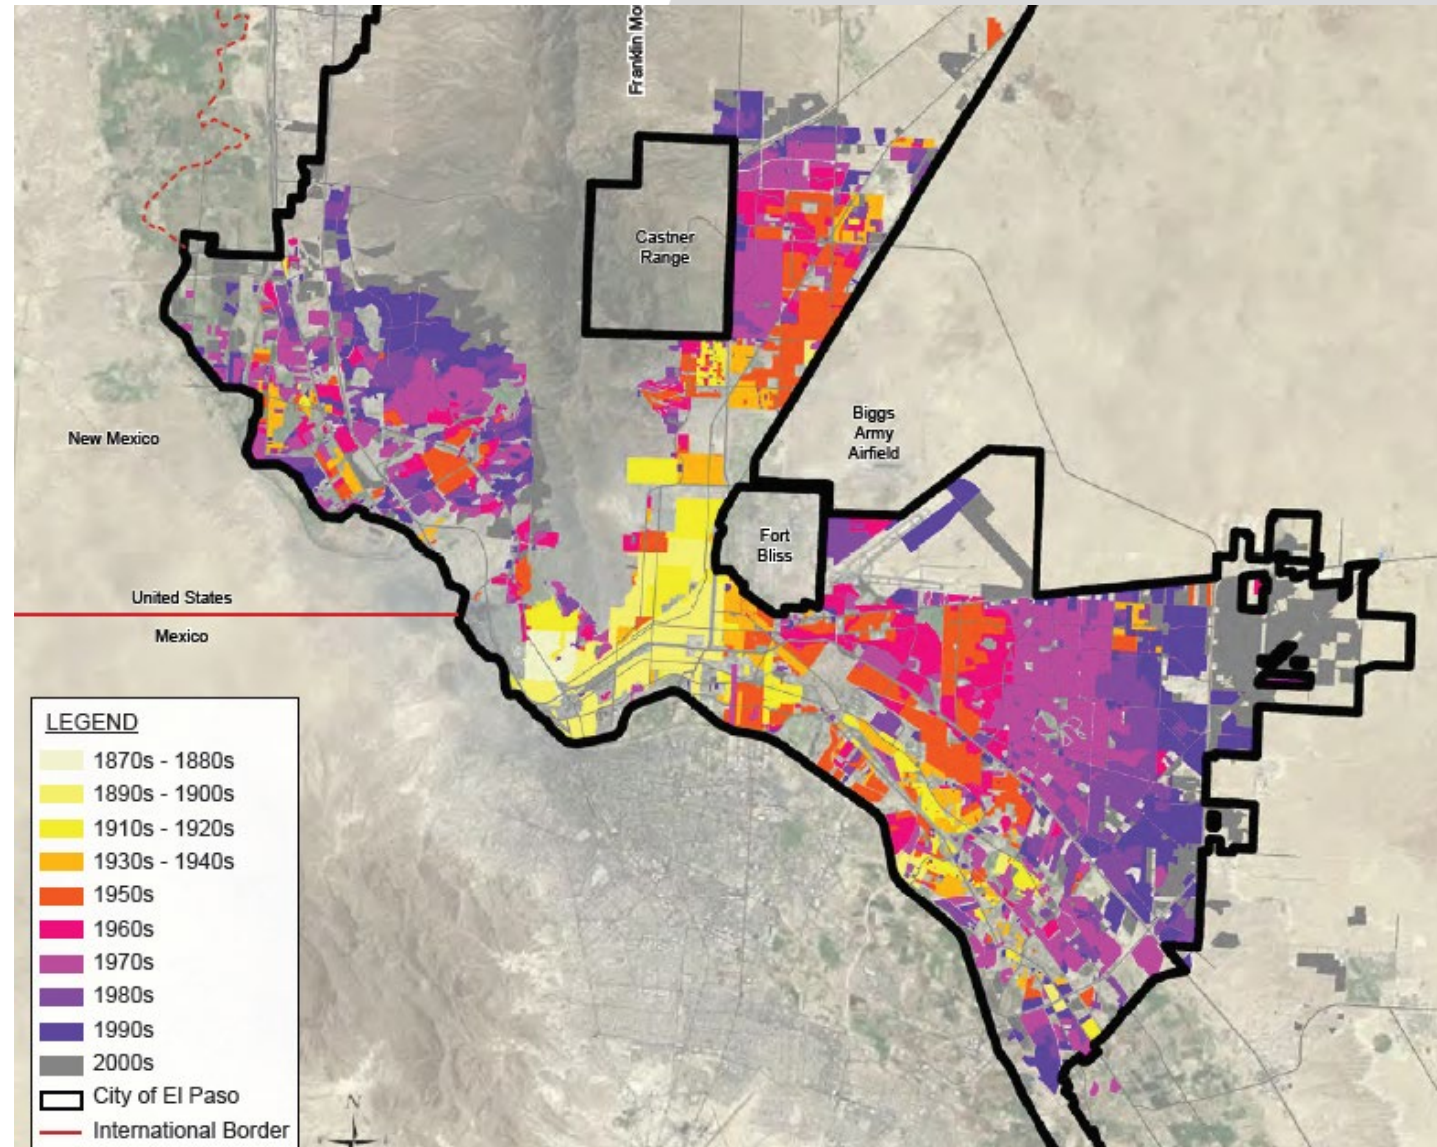 Franklin Mo
Castner
Range
New Mexico
Biggs
Army
Airfield
Fort
Bliss
United States
Mexico
LEGEND
1870s - 1880s
1890s - 1900s
1910s - 1920s
1930s - 1940s
1950s
1960s
1970s
1980s
1990s
2000s
City of El Paso
International Border
N